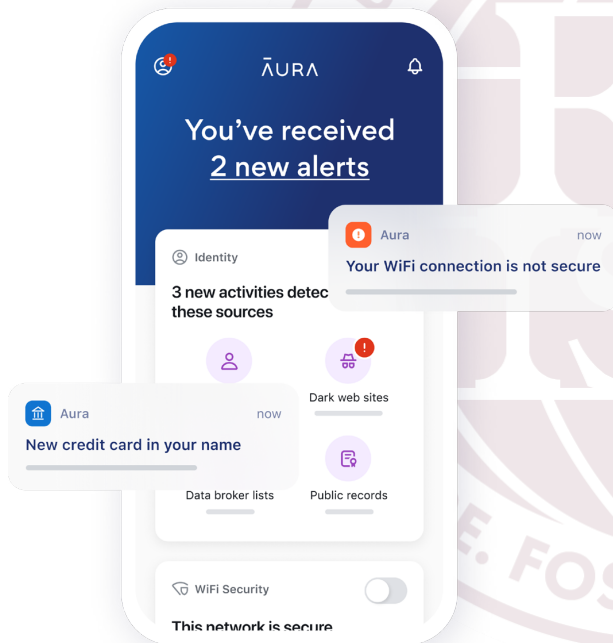 ĀURA
You've received
2 new alerts
Aura now
Your WiFi connection is not secure
Identity
3 new activities detec
these sources
Dark web sites
Aura now
New credit card in your name
Data broker lists
Public records
WiFi Security
This network is secure
E. FOS